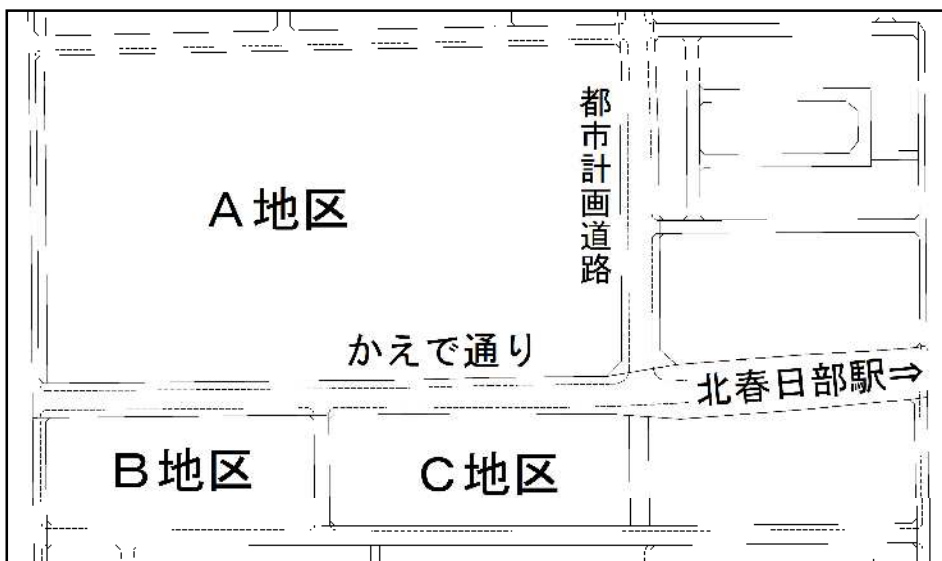 都市計画道路
A地区
かえで通り
北春日部駅⇒
B地区
C地区